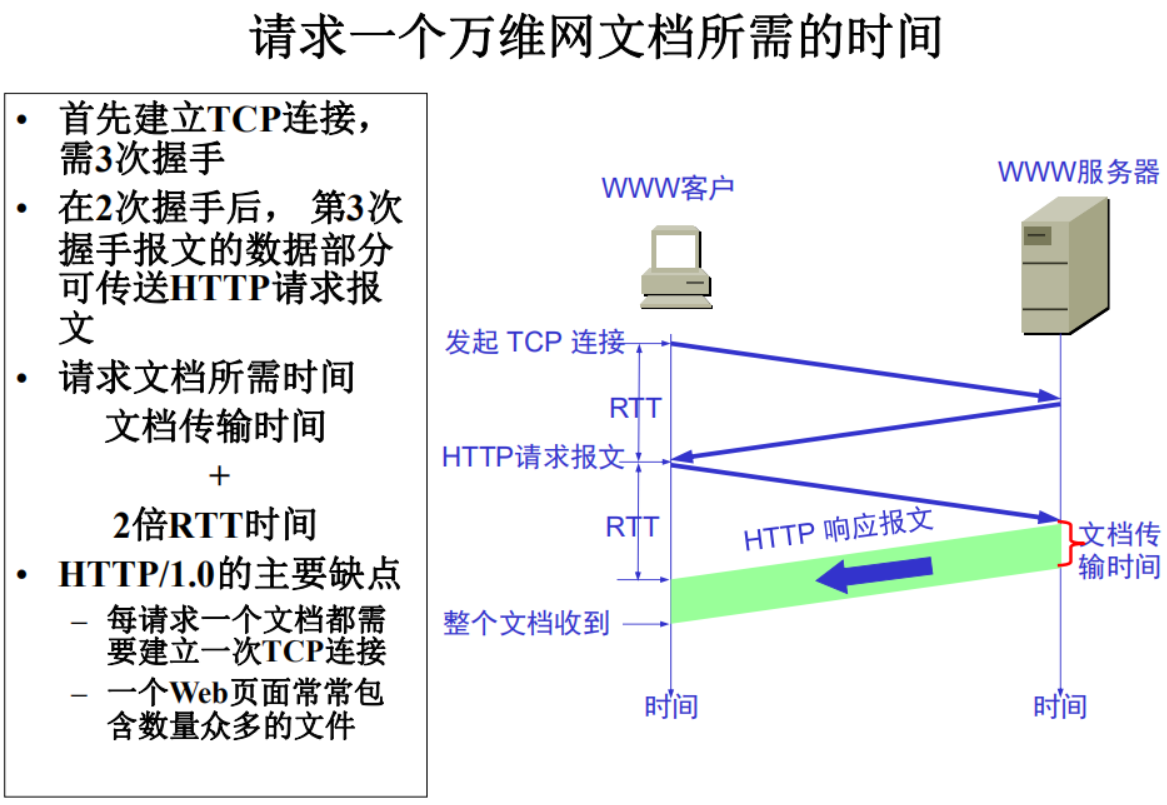 请求一个万维网文档所需的时间
• 首先建立TCP连接，
需3次握手
• 在2次握手后， 第3次
握手报文的数据部分
可传送HTTP请求报
文
• 请求文档所需时间
文档传输时间
+
2倍RTT时间
• HTTP/1.0的主要缺点
– 每请求一个文档都需
要建立一次TCP连接
– 一个Web页面常常包
含数量众多的文件
WWW客户
WWW服务器
发起 TCP 连接
RTT
HTTP请求报文
RTT
HTTP 响应报文
文档传
输时间
整个文档收到
时间
时间